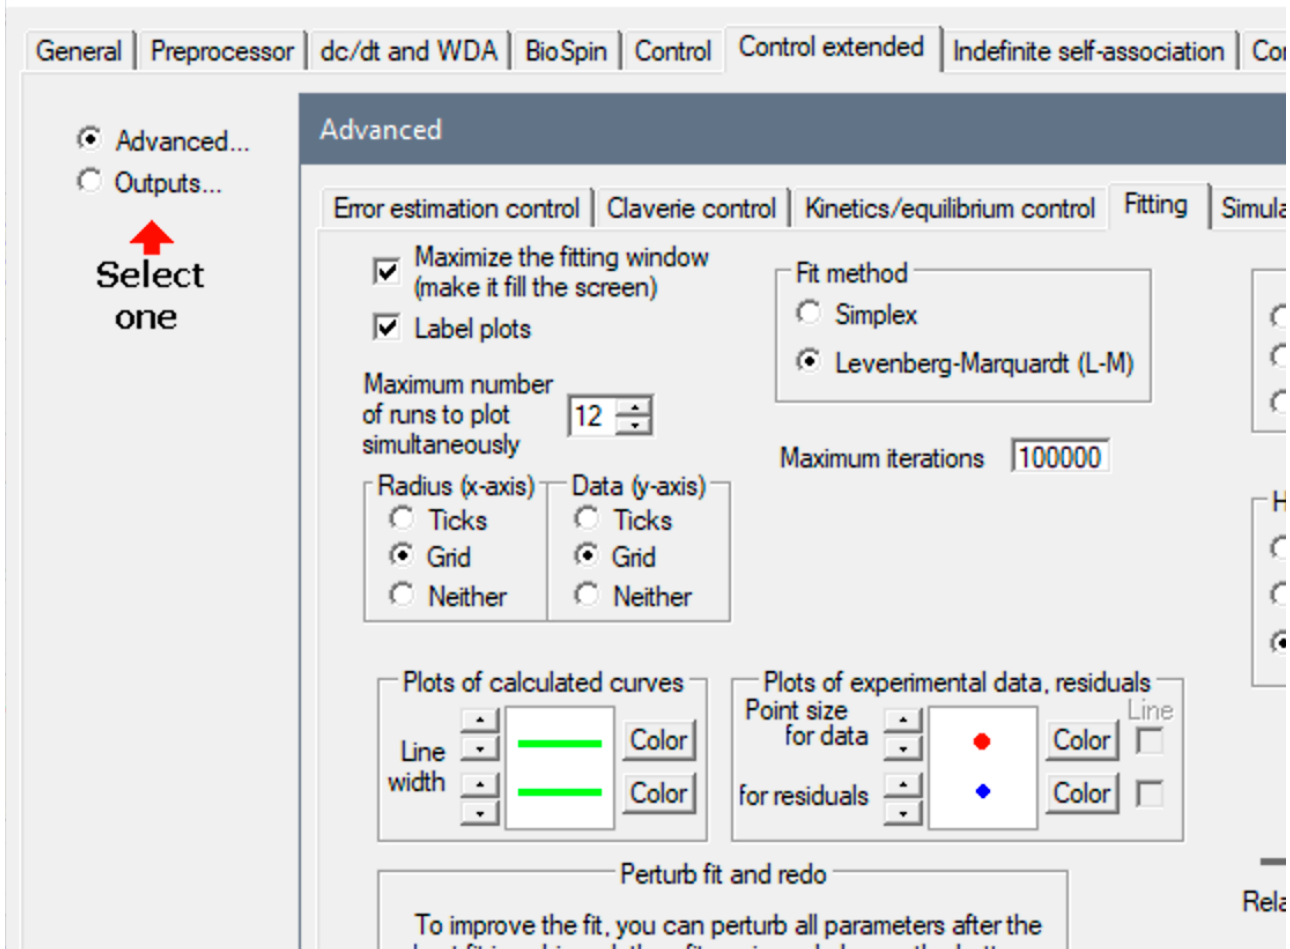 General Preprocessor dc/dt and WDA BioSpin Control Control extended Indefinite self-association
Advanced...
Outputs...
Select
one
Advanced
Error estimation control Claverie control Kinetics/equilibrium control Fitting
Maximize the fitting window
(make it fill the screen)
Label plots
Maximum number
of runs to plot
simultaneously
12
Fit method
Simplex
Levenberg-Marquardt (L-M)
Maximum iterations 100000
Radius (x-axis) Data (y-axis)
Ticks Ticks
Grid Grid
Neither Neither
Plots of calculated curves
Line
width
Color
Color
Plots of experimental data, residuals
Point size
for data
Color
Line
for residuals
Color
Perturb fit and redo
To improve the fit, you can perturb all parameters after the